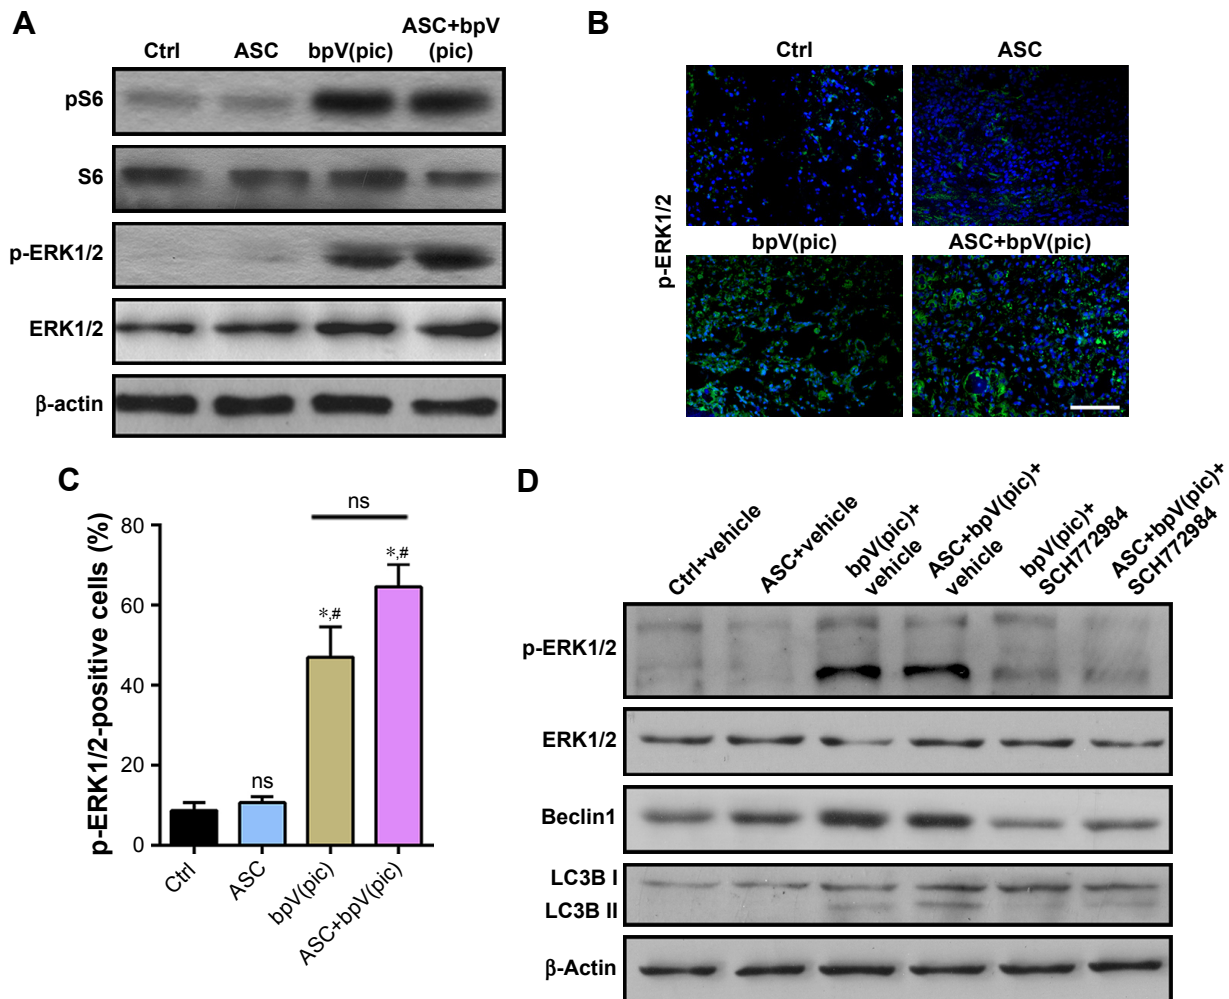 A
Ctrl ASC bpV(pic) ASC+bpV
(pic)
pS6
S6
p-ERK1/2
ERK1/2
β-actin
B
Ctrl ASC
bpV(pic) ASC+bpV(pic)
p-ERK1/2
C
p-ERK1/2-positive cells (%)
80
60
40
20
0
ns
ns
*,#
*,#
Ctrl
ASC
bpV(pic)
ASC+bpV(pic)
D
Ctrl+vehicle
ASC+vehicle
bpV(pic)+
vehicle
ASC+bpV(pic)+
vehicle
bpV(pic)+
SCH772984
ASC+bpV(pic)+
SCH772984
p-ERK1/2
ERK1/2
Beclin1
LC3B I
LC3B II
β-Actin